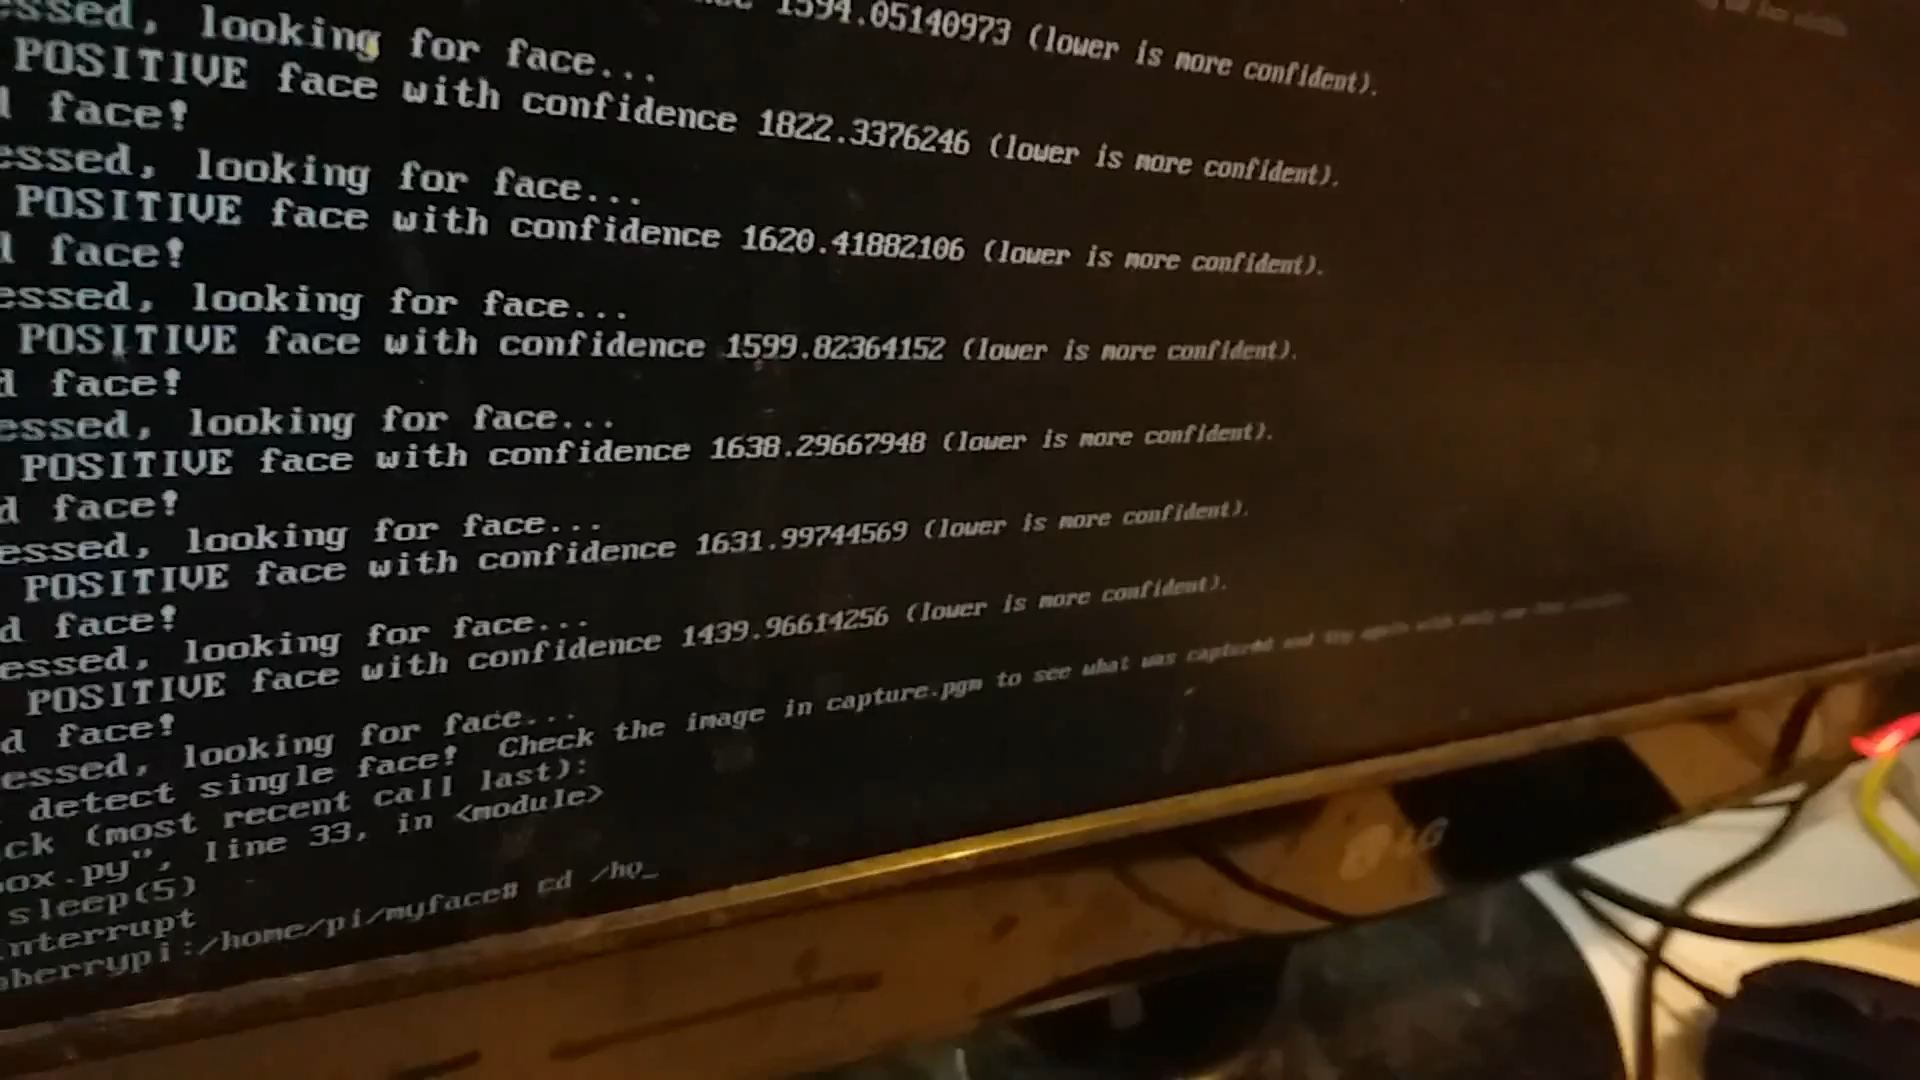 1594.05140973 (lower is more confident).
essed, looking for face...
POSITIVE face with confidence 1822.3376246 (lower is more confident).
d face!
essed, looking for face...
POSITIVE face with confidence 1620.41882106 (lower is more confident).
d face!
essed, looking for face...
POSITIVE face with confidence 1599.82364152 (lower is more confident).
d face!
essed, looking for face...
POSITIVE face with confidence 1638.29667948 (lower is more confident).
d face!
essed, looking for face...
POSITIVE face with confidence 1631.99744569 (lower is more confident).
d face!
essed, looking for face...
POSITIVE face with confidence 1439.96614256 (lower is more confident).
d face!
essed, looking for face...
detect single face! Check the image in capture.pgm to see what was captured and try again with only
ck (most recent call last):
ox.py", line 33, in <module>
sleep(5)
nterrupt
berrypi:/home/pi/myface# cd /ho_
LG